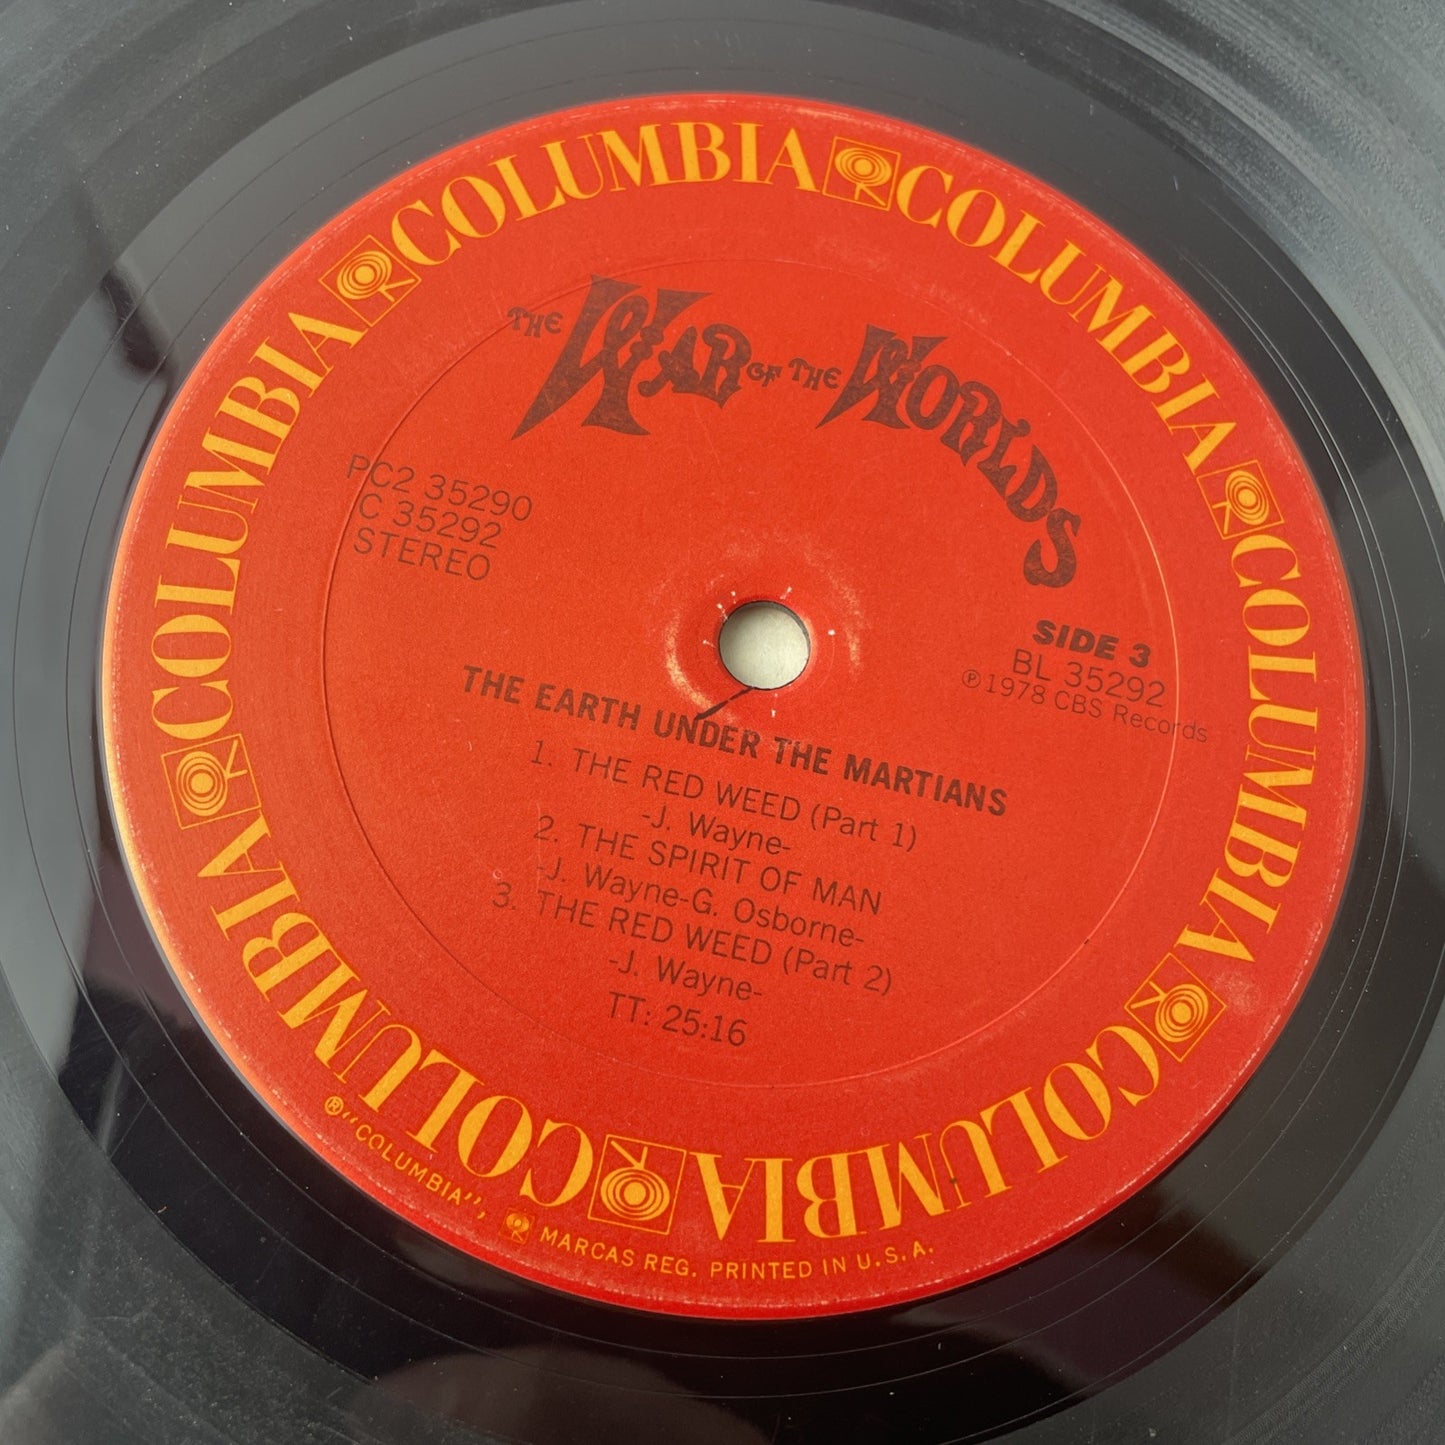 COLUMBIA COLUMBIA COLUMBIA COLUMBIA COLUMBIA COLUMBIA COLUMBIA
THE WAR OF THE WORLDS
PC2 35290
C 35292
STEREO
SIDE 3
BL 35292
℗1978 CBS Records
THE EARTH UNDER THE MARTIANS
1. THE RED WEED (Part 1)
-J. Wayne-
2. THE SPIRIT OF MAN
-J. Wayne-G. Osborne-
3. THE RED WEED (Part 2)
-J. Wayne-
TT: 25:16
®"COLUMBIA", MARCAS REG. PRINTED IN U.S.A.